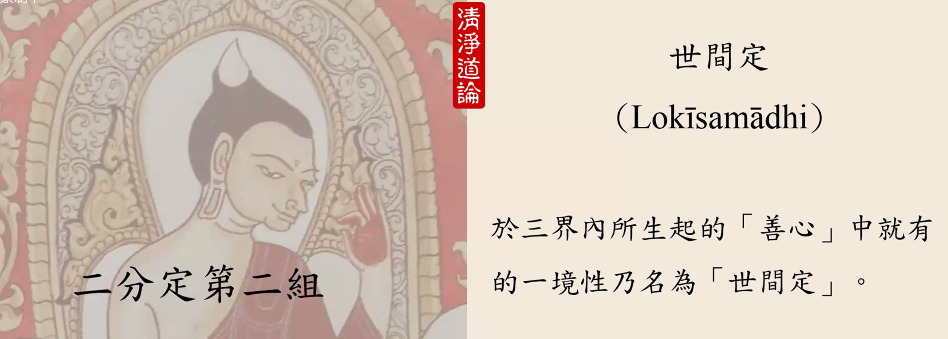 二分定第二組
清淨道論
世間定
（Lokīsamādhi）
於三界內所生起的「善心」中就有
的一境性乃名為「世間定」。